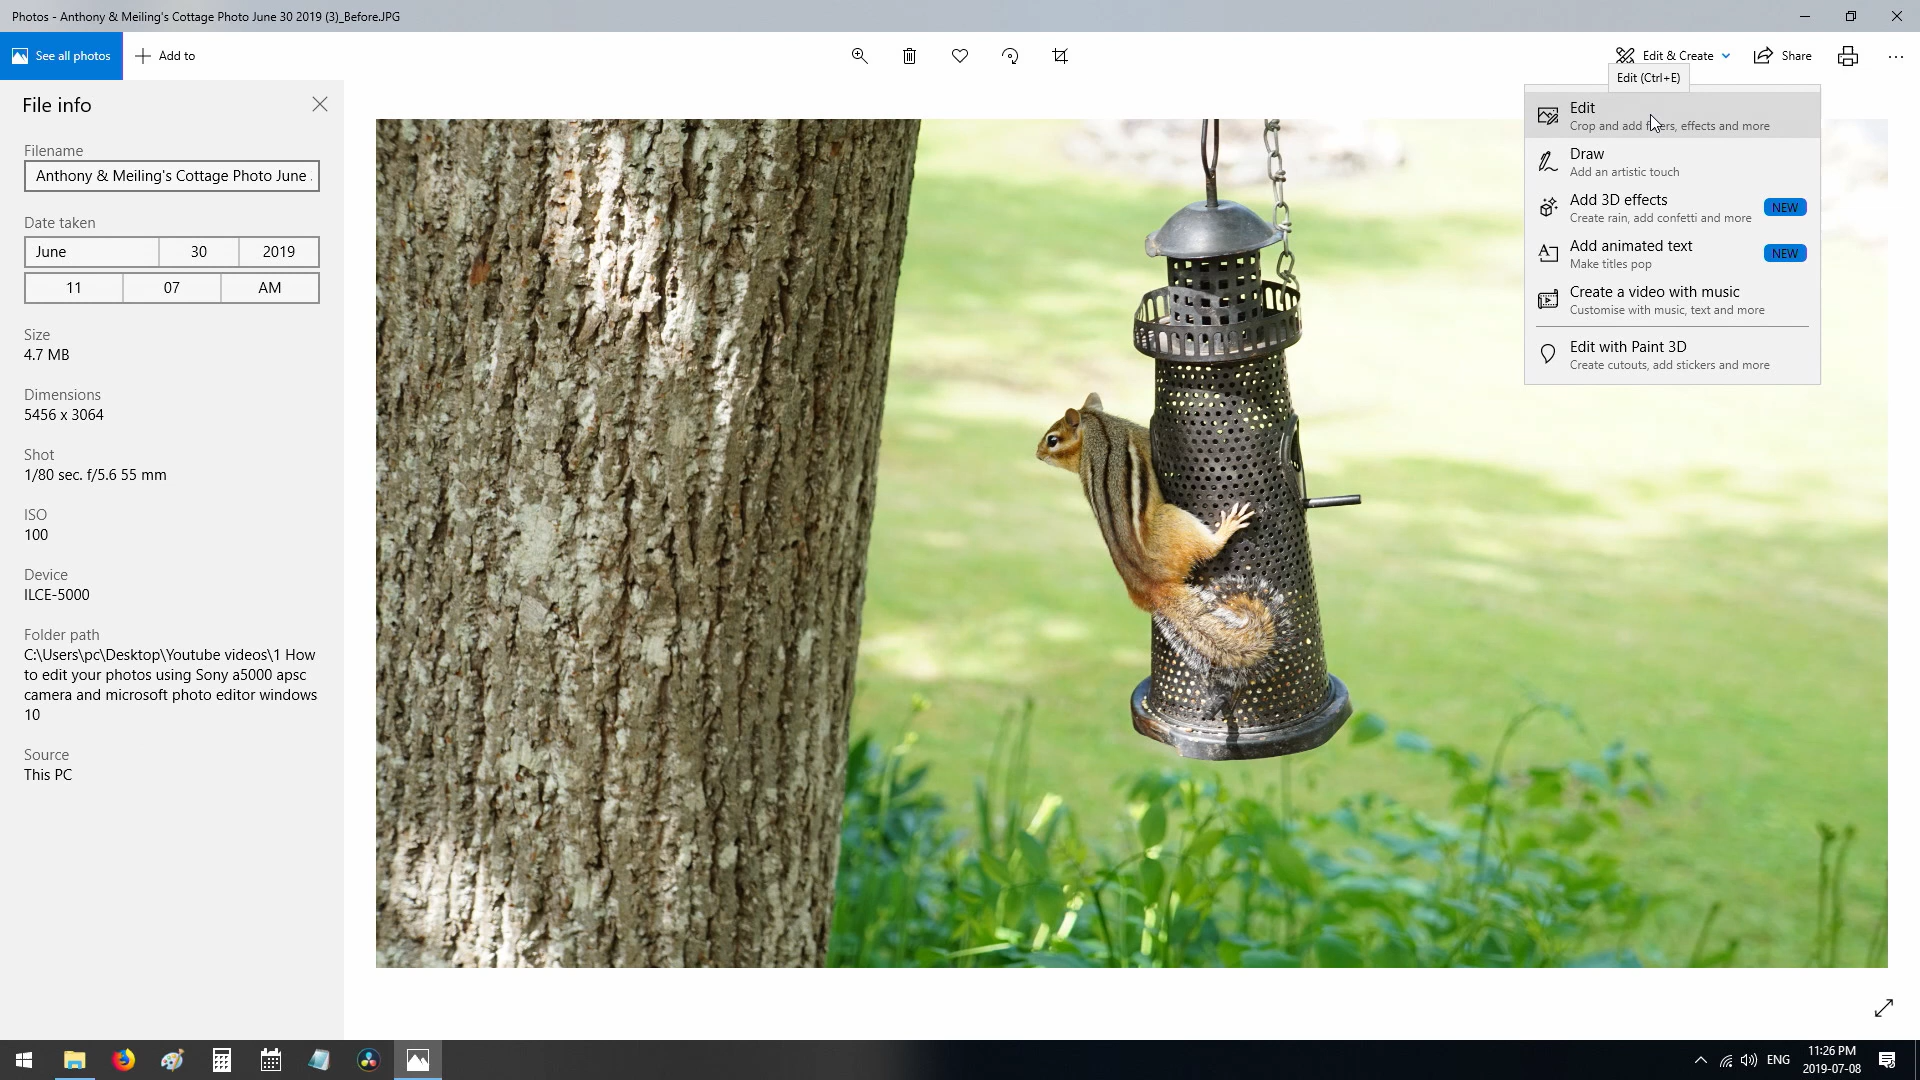 Photos - Anthony & Meiling's Cottage Photo June 30 2019 (3)_Before.JPG
See all photos
Add to
Edit & Create
Share
Edit (Ctrl+E)
File info
Filename
Anthony & Meiling's Cottage Photo June
Date taken
June 30 2019
11 07 AM
Size
4.7 MB
Dimensions
5456 x 3064
Shot
1/80 sec. f/5.6 55 mm
ISO
100
Device
ILCE-5000
Folder path
C:\Users\pc\Desktop\Youtube videos\1 How
to edit your photos using Sony a5000 apsc
camera and microsoft photo editor windows
10
Source
This PC
Edit
Crop and add filters, effects and more
Draw
Add an artistic touch
Add 3D effects
Create rain, add confetti and more
NEW
Add animated text
Make titles pop
NEW
Create a video with music
Customise with music, text and more
Edit with Paint 3D
Create cutouts, add stickers and more
ENG
11:26 PM
2019-07-08